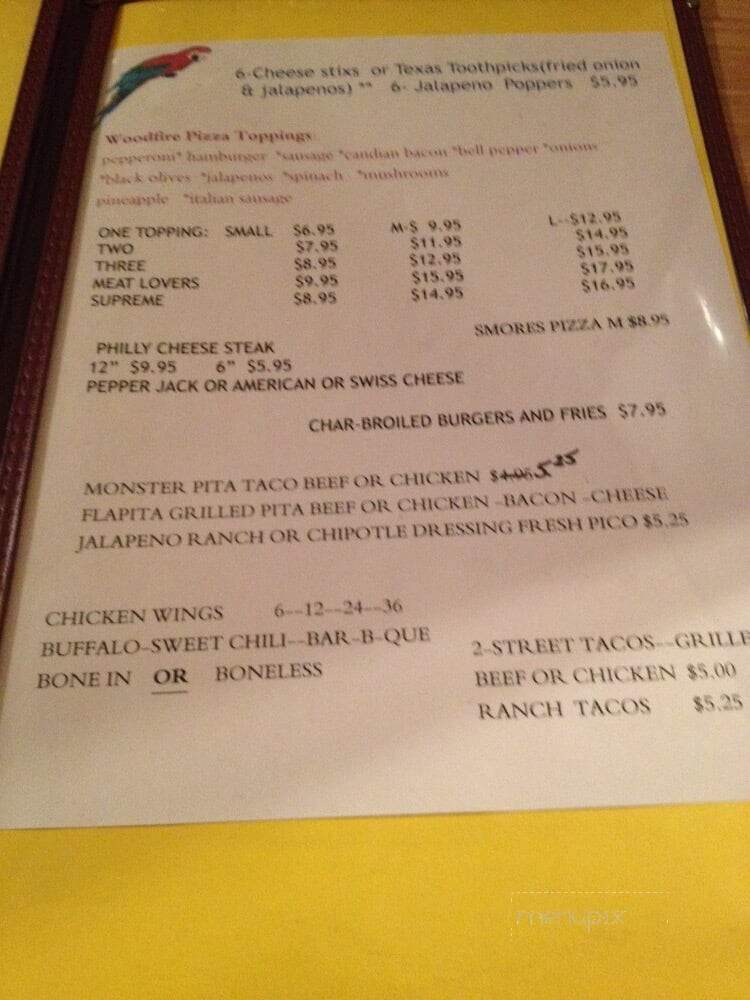 6-Cheese stixs or Texas Toothpicks(fried onion
& jalapenos) ** 6- Jalapeno Poppers $5.95
Woodfire Pizza Toppings:
pepperoni* hamburger *sausage *candian bacon *bell pepper *onions
*black olives *jalapenos *spinach *mushrooms
pineapple *italian sausage
ONE TOPPING: SMALL $6.95 M-$ 9.95 L--$12.95
TWO $7.95 $11.95 $14.95
THREE $8.95 $12.95 $15.95
MEAT LOVERS $9.95 $15.95 $17.95
SUPREME $8.95 $14.95 $16.95
SMORES PIZZA M $8.95
PHILLY CHEESE STEAK
12” $9.95 6” $5.95
PEPPER JACK OR AMERICAN OR SWISS CHEESE
CHAR-BROILED BURGERS AND FRIES $7.95
MONSTER PITA TACO BEEF OR CHICKEN $4.95 5.25
FLAPITA GRILLED PITA BEEF OR CHICKEN -BACON -CHEESE
JALAPENO RANCH OR CHIPOTLE DRESSING FRESH PICO $5.25
CHICKEN WINGS 6--12--24--36
BUFFALO-SWEET CHILI--BAR-B-QUE
BONE IN OR BONELESS
2-STREET TACOS--GRILLE
BEEF OR CHICKEN $5.00
RANCH TACOS $5.25
menupix